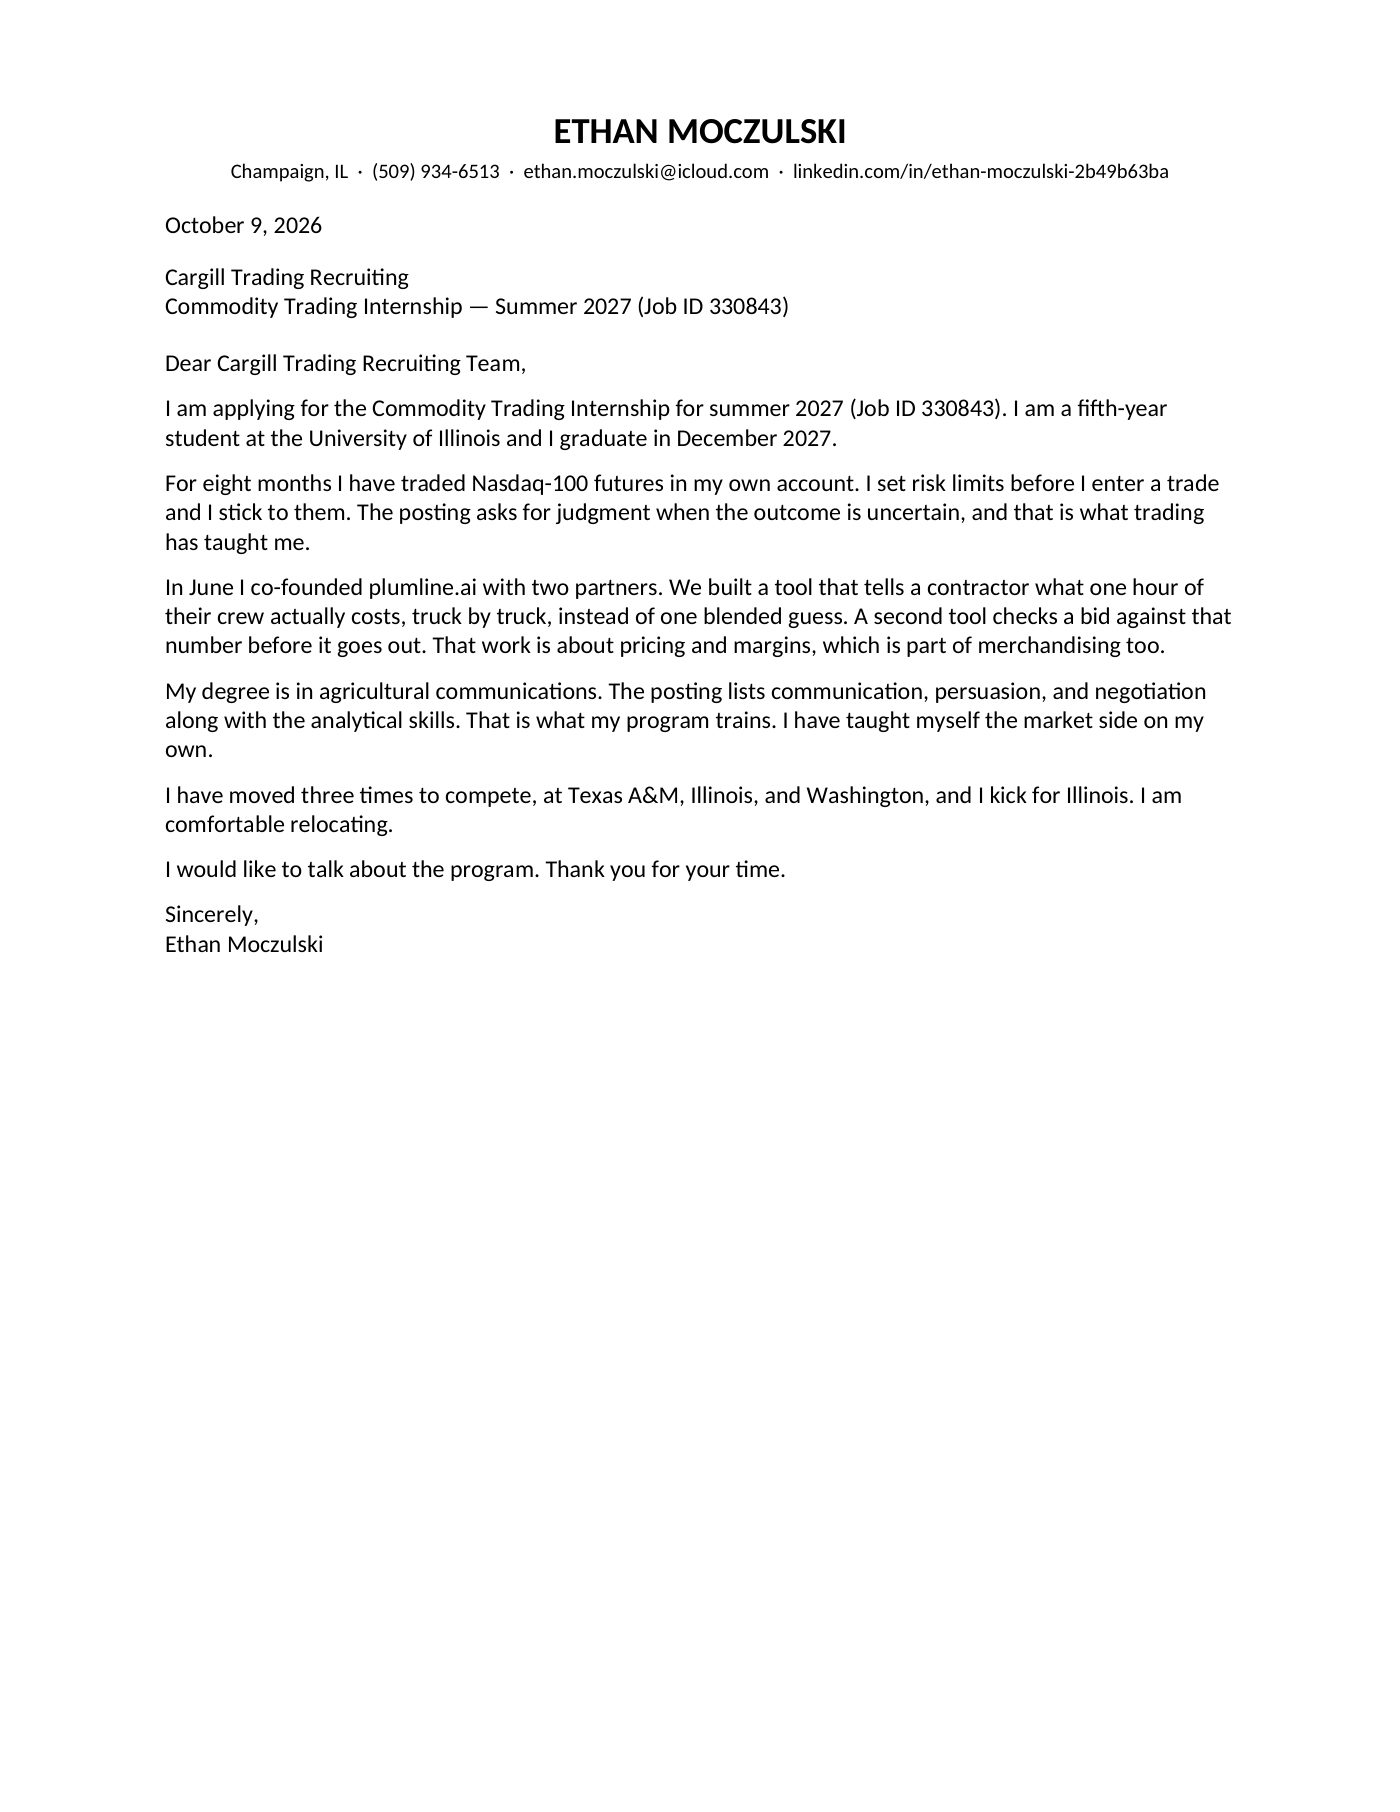 ETHAN MOCZULSKI
Champaign, IL · (509) 934-6513 · ethan.moczulski@icloud.com · linkedin.com/in/ethan-moczulski-2b49b63ba
October 9, 2026
Cargill Trading Recruiting
Commodity Trading Internship — Summer 2027 (Job ID 330843)
Dear Cargill Trading Recruiting Team,
I am applying for the Commodity Trading Internship for summer 2027 (Job ID 330843). I am a fifth-year
student at the University of Illinois and I graduate in December 2027.
For eight months I have traded Nasdaq-100 futures in my own account. I set risk limits before I enter a trade
and I stick to them. The posting asks for judgment when the outcome is uncertain, and that is what trading
has taught me.
In June I co-founded plumline.ai with two partners. We built a tool that tells a contractor what one hour of
their crew actually costs, truck by truck, instead of one blended guess. A second tool checks a bid against that
number before it goes out. That work is about pricing and margins, which is part of merchandising too.
My degree is in agricultural communications. The posting lists communication, persuasion, and negotiation
along with the analytical skills. That is what my program trains. I have taught myself the market side on my
own.
I have moved three times to compete, at Texas A&M, Illinois, and Washington, and I kick for Illinois. I am
comfortable relocating.
I would like to talk about the program. Thank you for your time.
Sincerely,
Ethan Moczulski